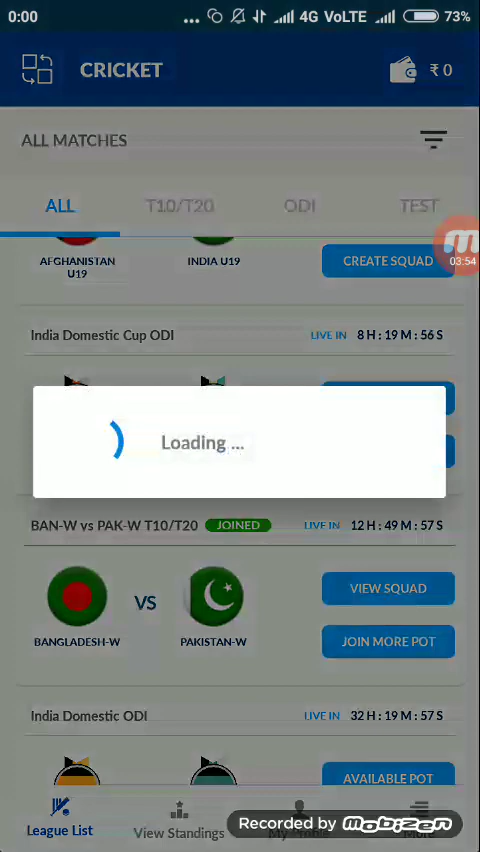 0:00 ... 4G VoLTE 73%
CRICKET ₹ 0
ALL MATCHES
ALL T10/T20 ODI TEST
03:54
AFGHANISTAN U19
INDIA U19
CREATE SQUAD
India Domestic Cup ODI LIVE IN 8 H : 19 M : 56 S
Loading ...
BAN-W vs PAK-W T10/T20 JOINED LIVE IN 12 H : 49 M : 57 S
VS
VIEW SQUAD
BANGLADESH-W PAKISTAN-W
JOIN MORE POT
India Domestic ODI LIVE IN 32 H : 19 M : 57 S
AVAILABLE POT
League List View Standings My Profile More
Recorded by mobizen